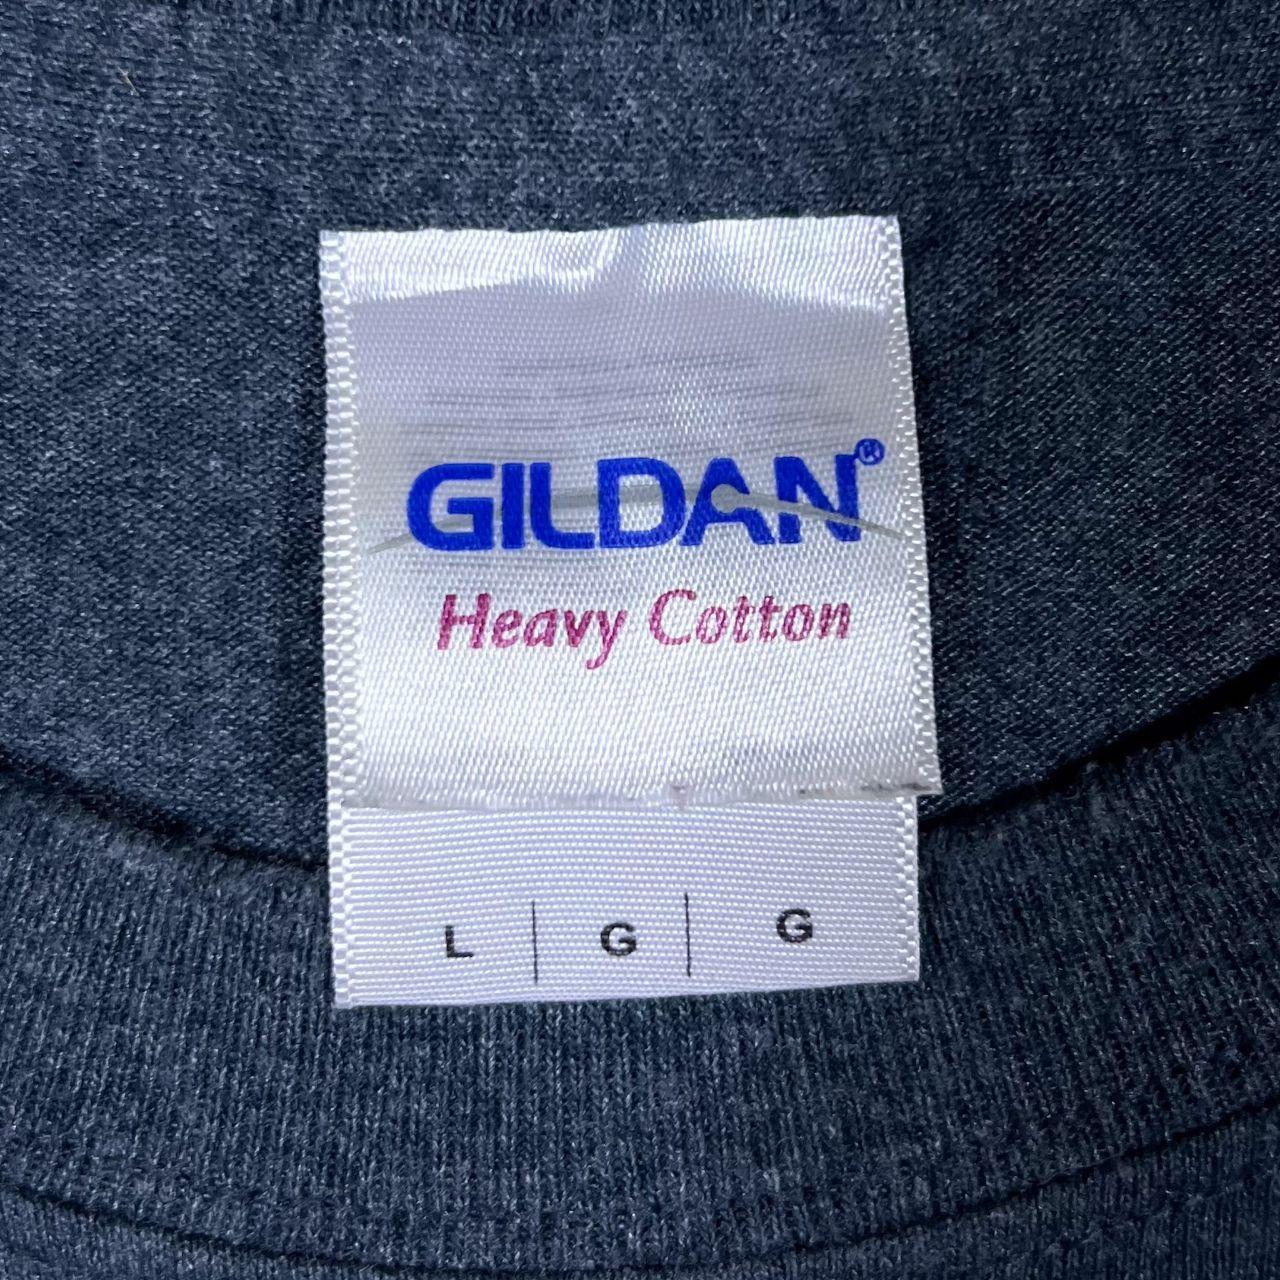 GILDAN®
Heavy Cotton
L | G | G